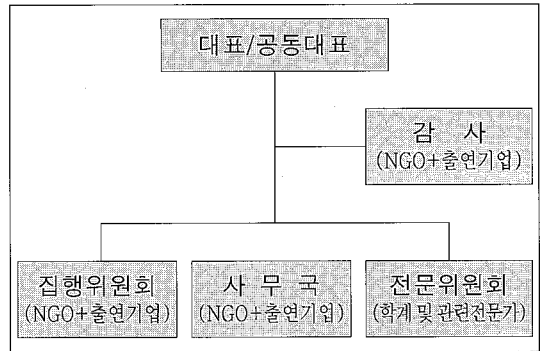 대표/공동대표
감 사
(NGO+출연기업)
집행위원회
(NGO+출연기업)
사 무 국
(NGO+출연기업)
전문위원회
(학계 및 관련전문가)